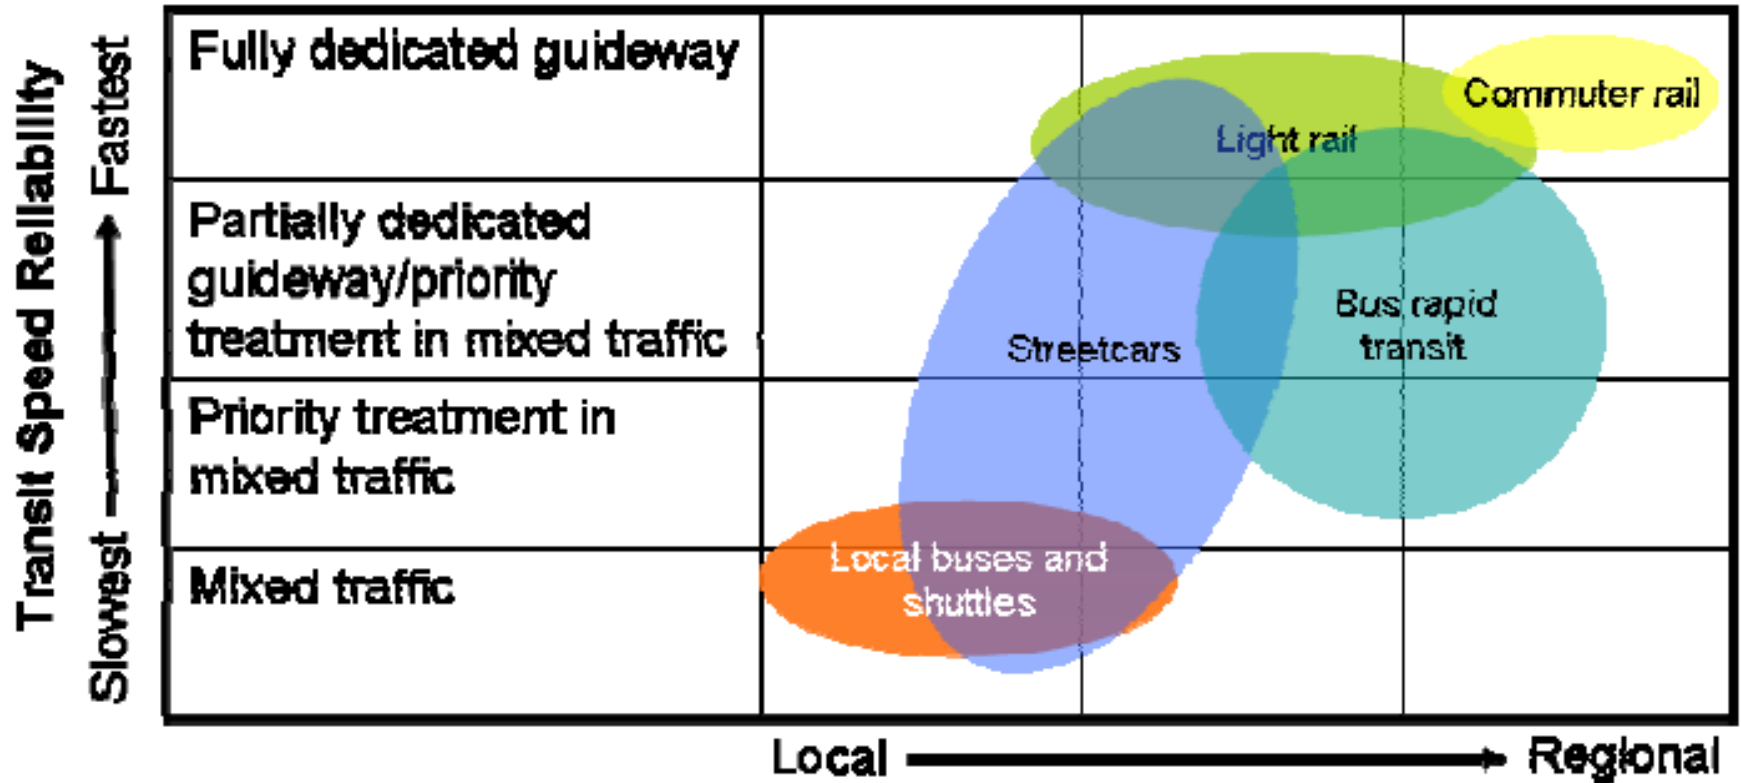 Transit Speed Reliability
Slowest
Fastest
Fully dedicated guideway
Partially dedicated
guideway/priority
treatment in mixed traffic
Priority treatment in
mixed traffic
Mixed traffic
Commuter rail
Light rail
Bus rapid
transit
Streetcars
Local buses and
shuttles
Local
Regional